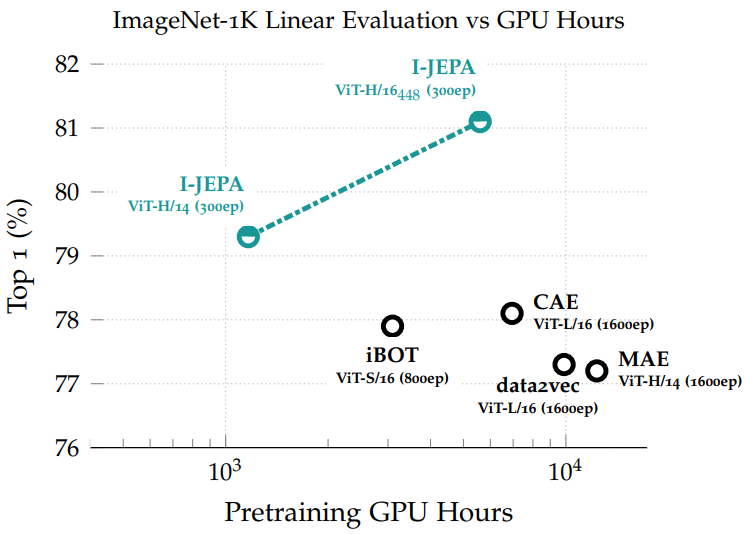 ImageNet-1K Linear Evaluation vs GPU Hours
82
I-JEPA
ViT-H/16448 (300ep)
81
80
I-JEPA
ViT-H/14 (300ep)
79
Top 1 (%)
78
CAE
ViT-L/16 (1600ep)
iBOT
ViT-S/16 (800ep)
MAE
ViT-H/14 (1600ep)
77
data2vec
ViT-L/16 (1600ep)
76
10³ 10⁴
Pretraining GPU Hours